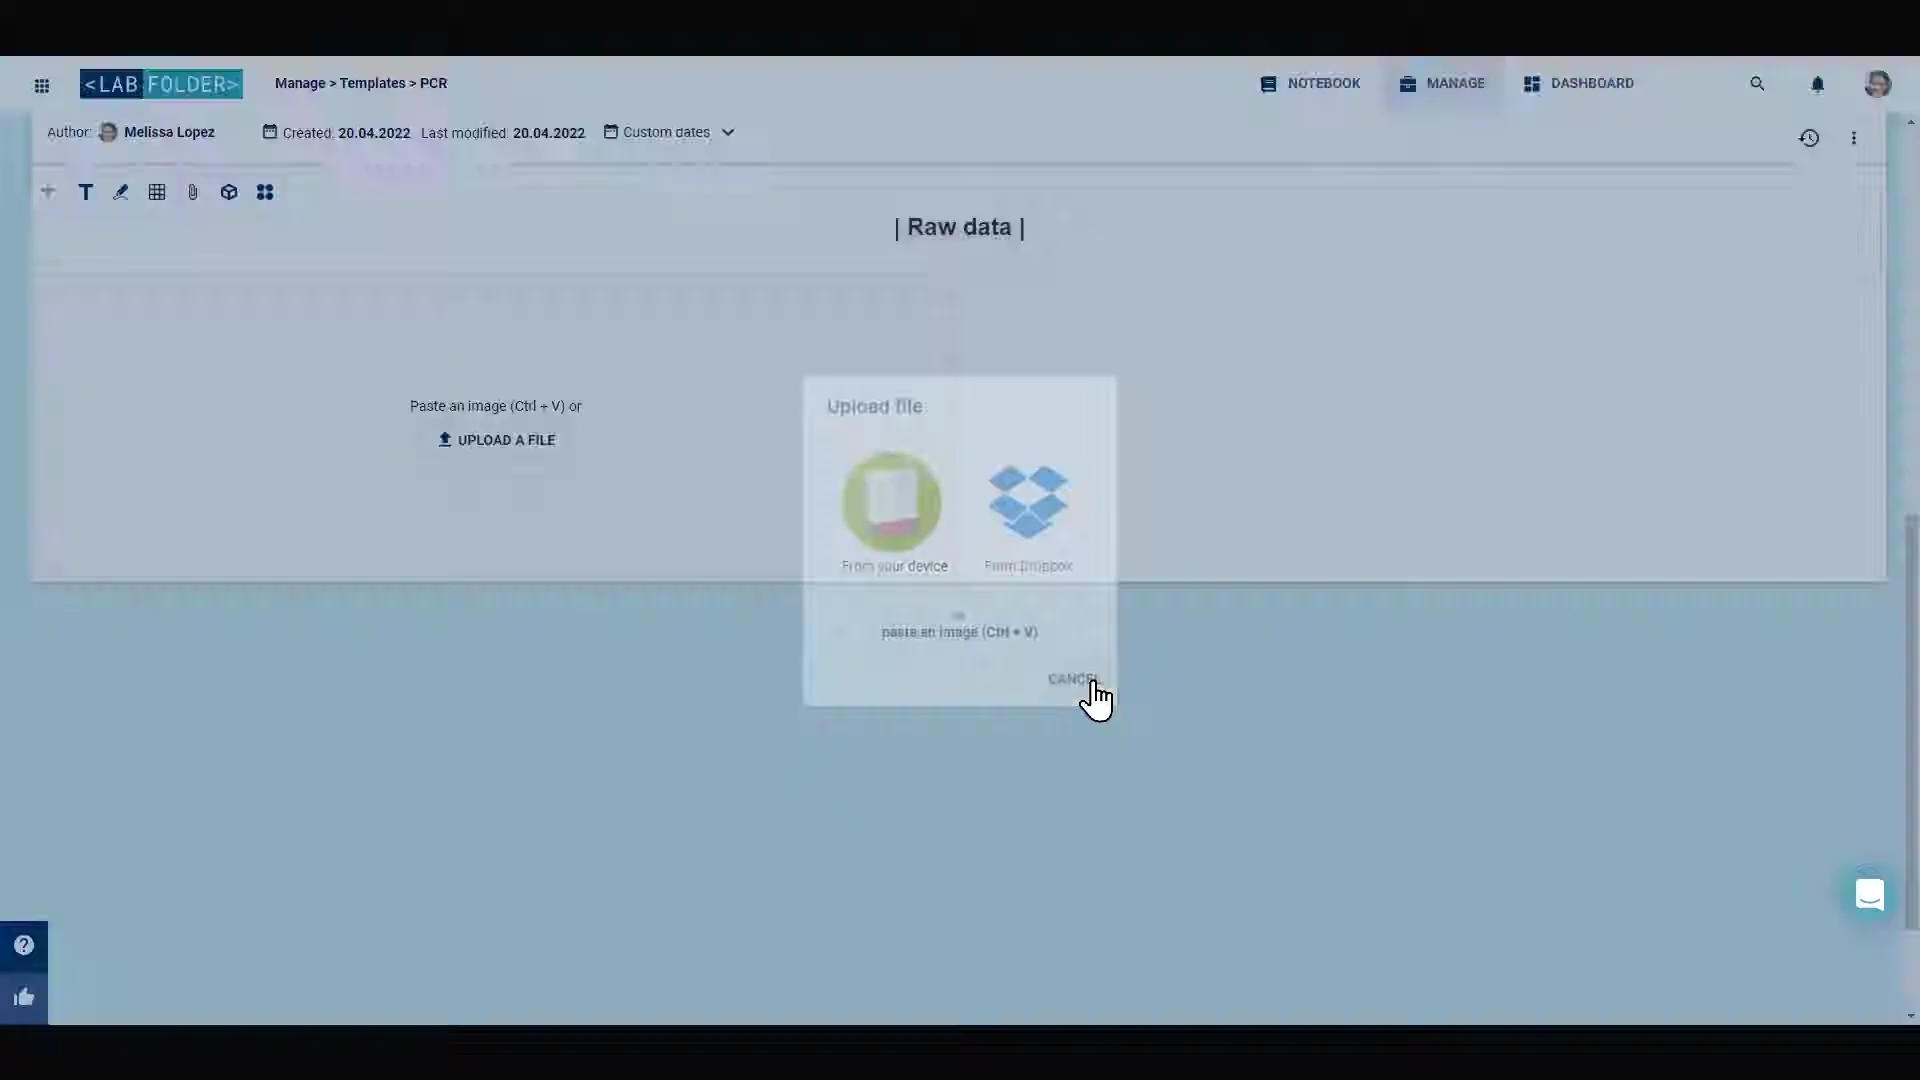 <LAB FOLDER>
Manage > Templates > PCR
NOTEBOOK
MANAGE
DASHBOARD
Author: Melissa Lopez
Created: 20.04.2022 Last modified: 20.04.2022
Custom dates
| Raw data |
Paste an image (Ctrl + V) or
UPLOAD A FILE
Upload file
From your device
From Dropbox
paste an image (Ctrl + V)
CANCEL